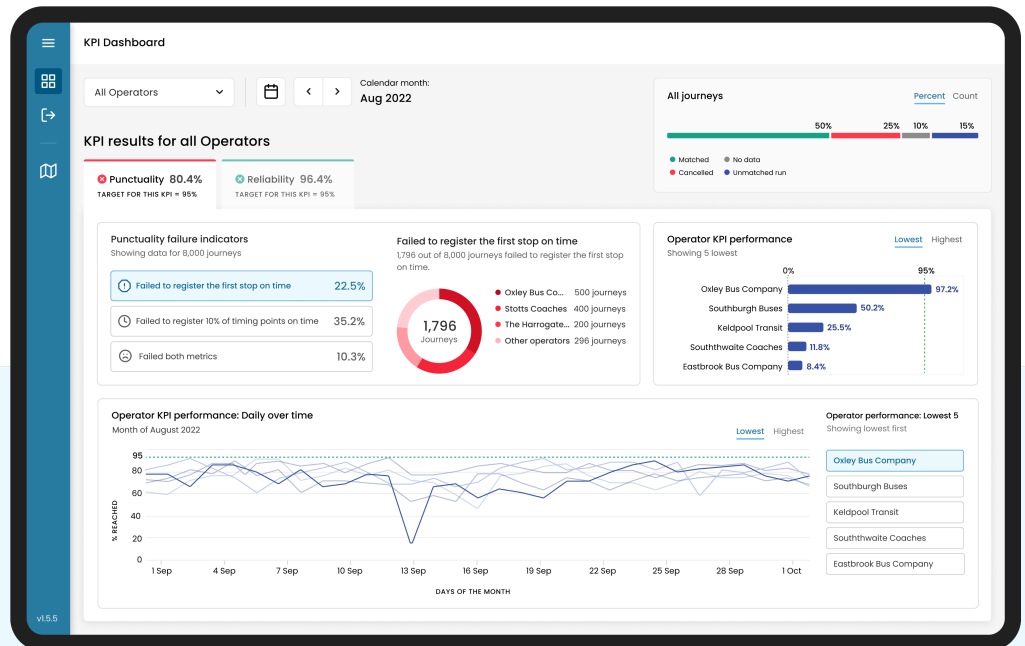 KPI Dashboard
All Operators
Calendar month:
Aug 2022
All journeys
Percent Count
50% 25% 10% 15%
Matched No data
Cancelled Unmatched run
KPI results for all Operators
Punctuality 80.4%
TARGET FOR THIS KPI = 95%
Reliability 96.4%
TARGET FOR THIS KPI = 95%
Punctuality failure indicators
Showing data for 8,000 journeys
Failed to register the first stop on time 22.5%
Failed to register 10% of timing points on time 35.2%
Failed both metrics 10.3%
Failed to register the first stop on time
1,796 out of 8,000 journeys failed to register the first stop
on time.
1,796
Journeys
Oxley Bus Co... 500 journeys
Stotts Coaches 400 journeys
The Harrogate... 200 journeys
Other operators 296 journeys
Operator KPI performance
Lowest Highest
Showing 5 lowest
0% 95%
Oxley Bus Company 97.2%
Southburgh Buses 50.2%
Keldpool Transit 25.5%
Souththwaite Coaches 11.8%
Eastbrook Bus Company 8.4%
Operator KPI performance: Daily over time
Month of August 2022
Lowest Highest
% REACHED
95
80
60
40
20
0
1 Sep 4 Sep 7 Sep 10 Sep 13 Sep 16 Sep 19 Sep 22 Sep 25 Sep 28 Sep 1 Oct
DAYS OF THE MONTH
Operator performance: Lowest 5
Showing lowest first
Oxley Bus Company
Southburgh Buses
Keldpool Transit
Souththwaite Coaches
Eastbrook Bus Company
v1.5.5